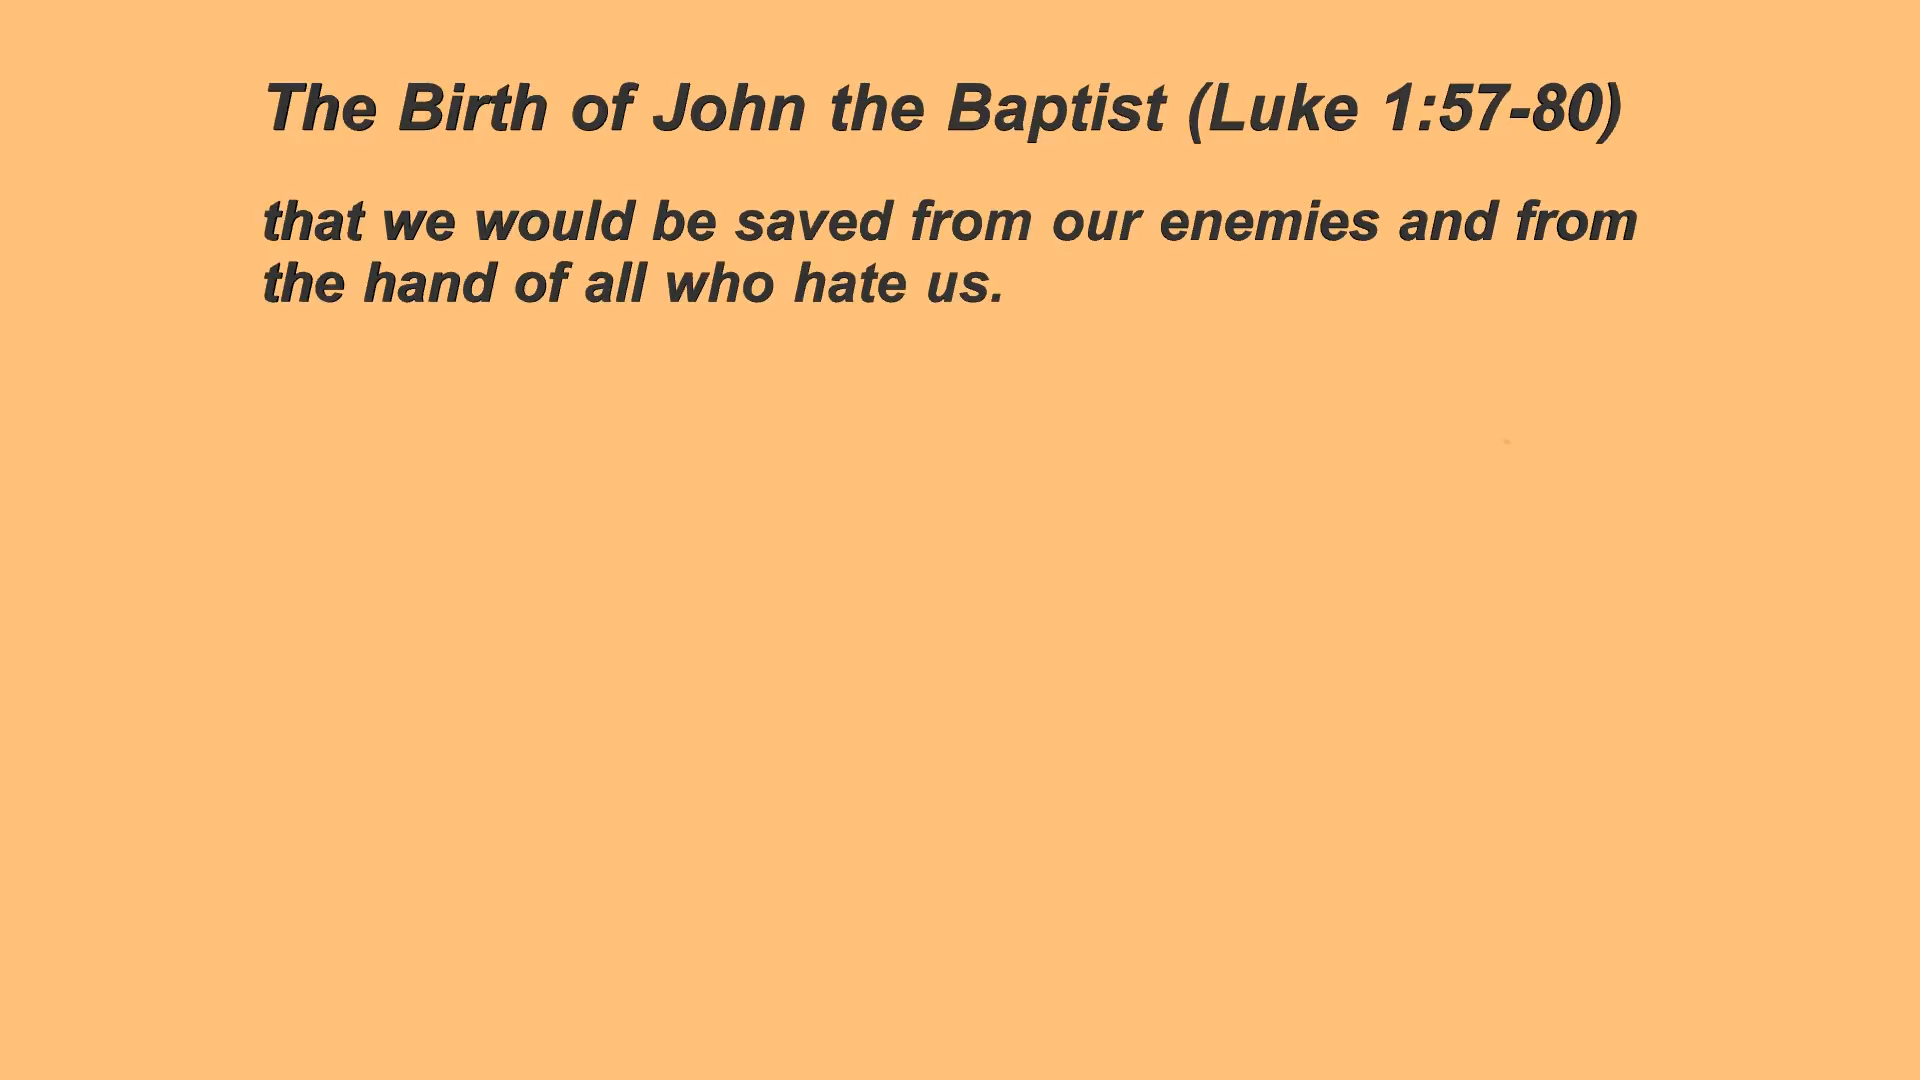 The Birth of John the Baptist (Luke 1:57-80)
that we would be saved from our enemies and from
the hand of all who hate us.